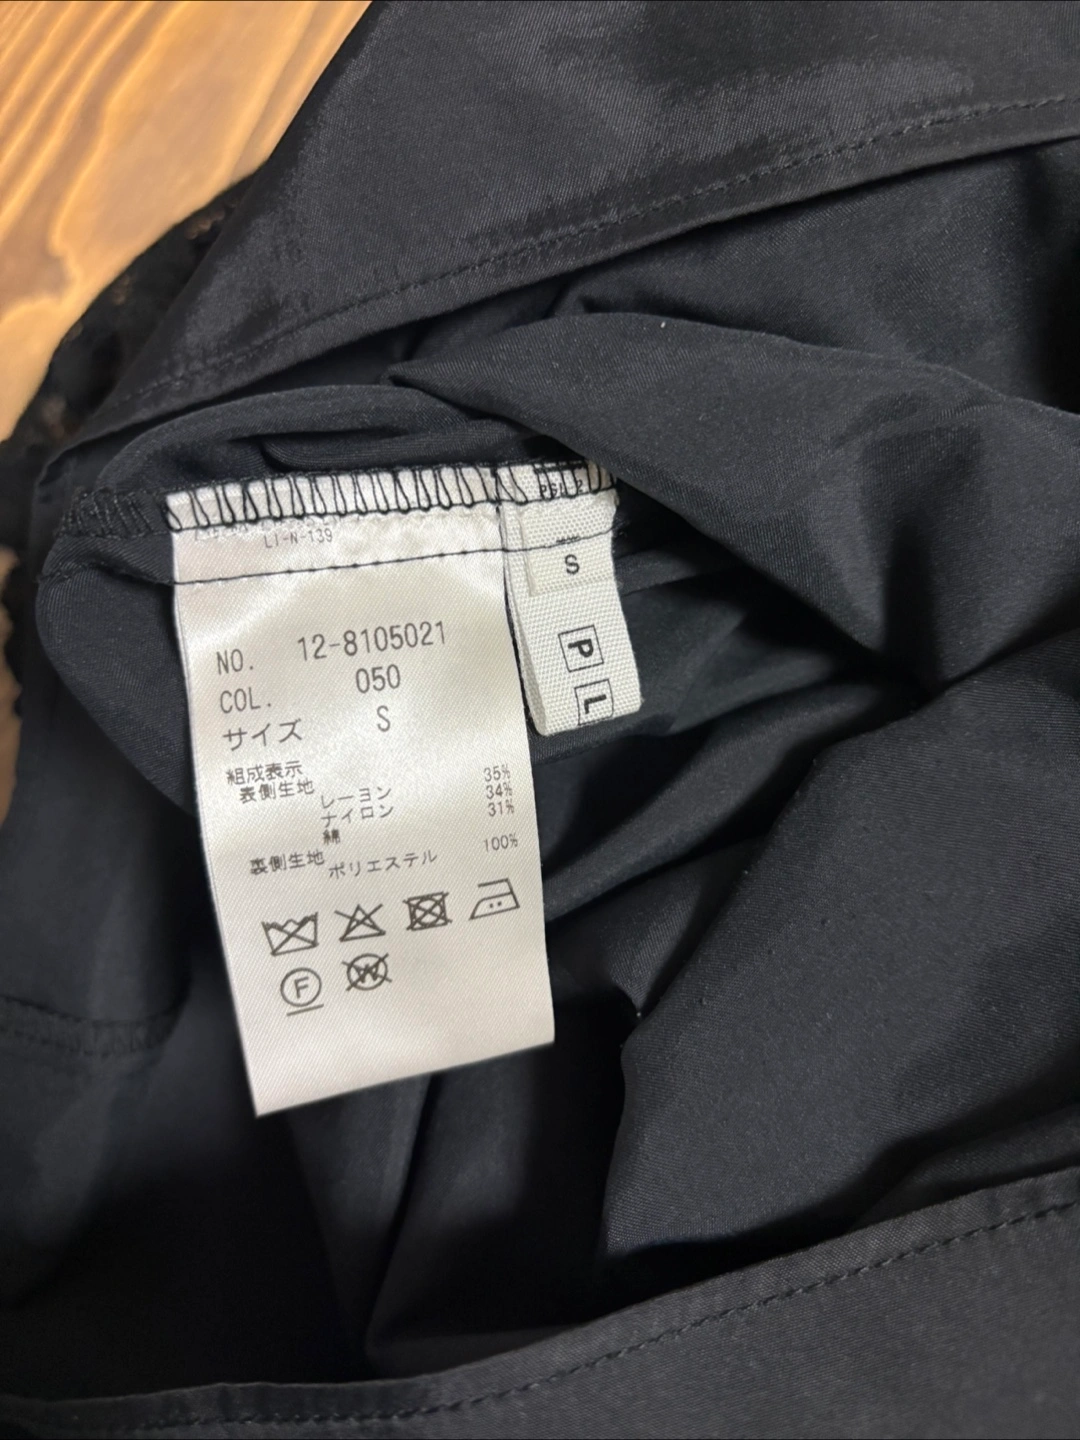 LI-N-139
NO. 12-8105021
COL. 050
サイズ S
組成表示
表側生地
レーヨン 35%
ナイロン 34%
綿 31%
裏側生地
ポリエステル 100%
F
W
S
P
L